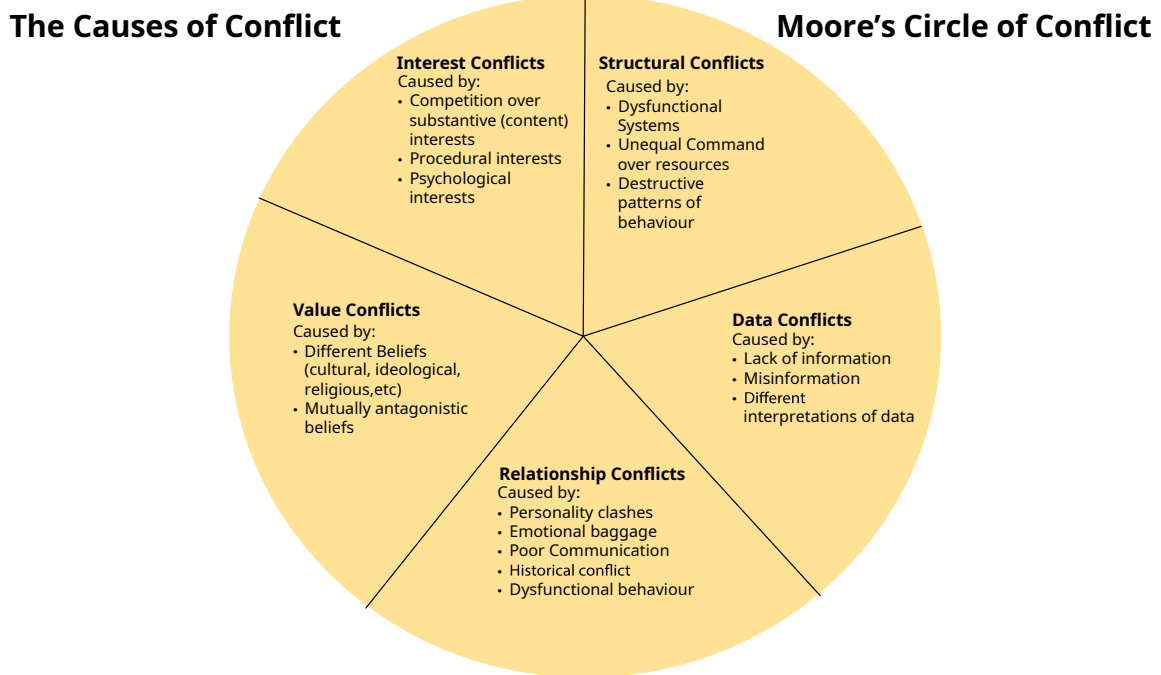 The Causes of Conflict
Moore's Circle of Conflict
Interest Conflicts
Caused by:
• Competition over
substantive (content)
interests
• Procedural interests
• Psychological
interests
Structural Conflicts
Caused by:
• Dysfunctional
Systems
• Unequal Command
over resources
• Destructive
patterns of
behaviour
Value Conflicts
Caused by:
• Different Beliefs
(cultural, ideological,
religious,etc)
• Mutually antagonistic
beliefs
Data Conflicts
Caused by:
• Lack of information
• Misinformation
• Different
interpretations of data
Relationship Conflicts
Caused by:
• Personality clashes
• Emotional baggage
• Poor Communication
• Historical conflict
• Dysfunctional behaviour